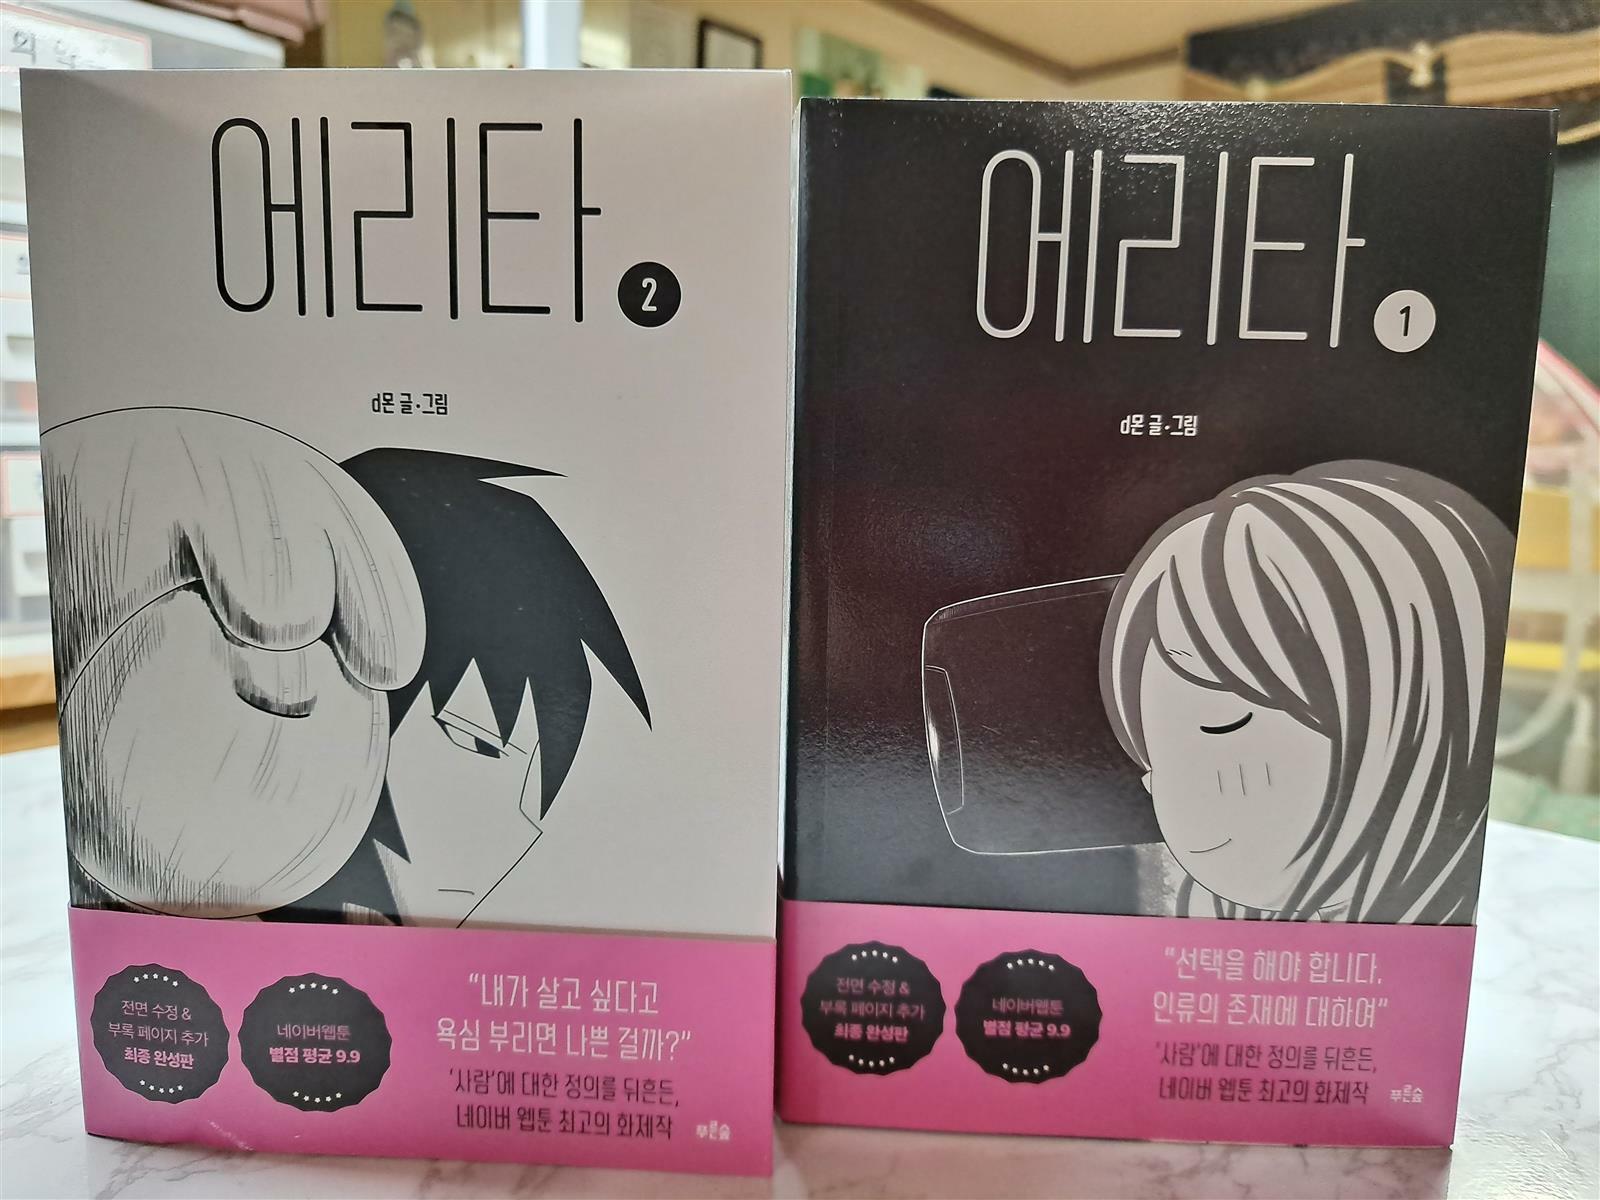 에리타
2
d몬 글·그림
전면 수정 &
부록 페이지 추가
최종 완성판
네이버웹툰
별점 평균 9.9
"내가 살고 싶다고
욕심 부리면 나쁜 걸까?"
'사람'에 대한 정의를 뒤흔든,
네이버 웹툰 최고의 화제작
푸른숲
에리타
1
d몬 글·그림
전면 수정 &
부록 페이지 추가
최종 완성판
네이버웹툰
별점 평균 9.9
"선택을 해야 합니다.
인류의 존재에 대하여"
'사람'에 대한 정의를 뒤흔든,
네이버 웹툰 최고의 화제작
푸른숲